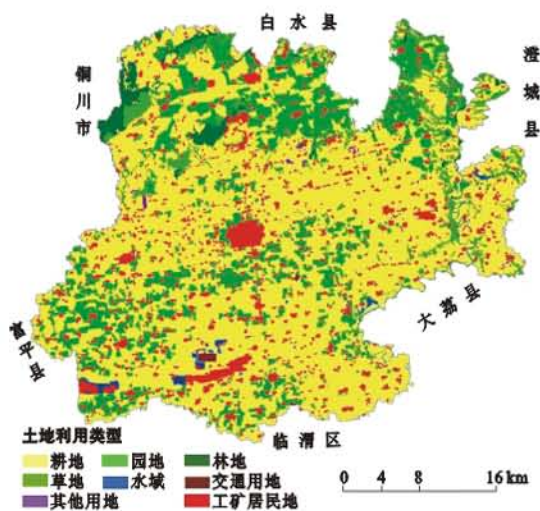 白水县
澄城县
铜川市
大荔县
富平县
临渭区
土地利用类型
耕地 园地 林地
草地 水域 交通用地
其他用地 工矿居民地
0 4 8 16 km